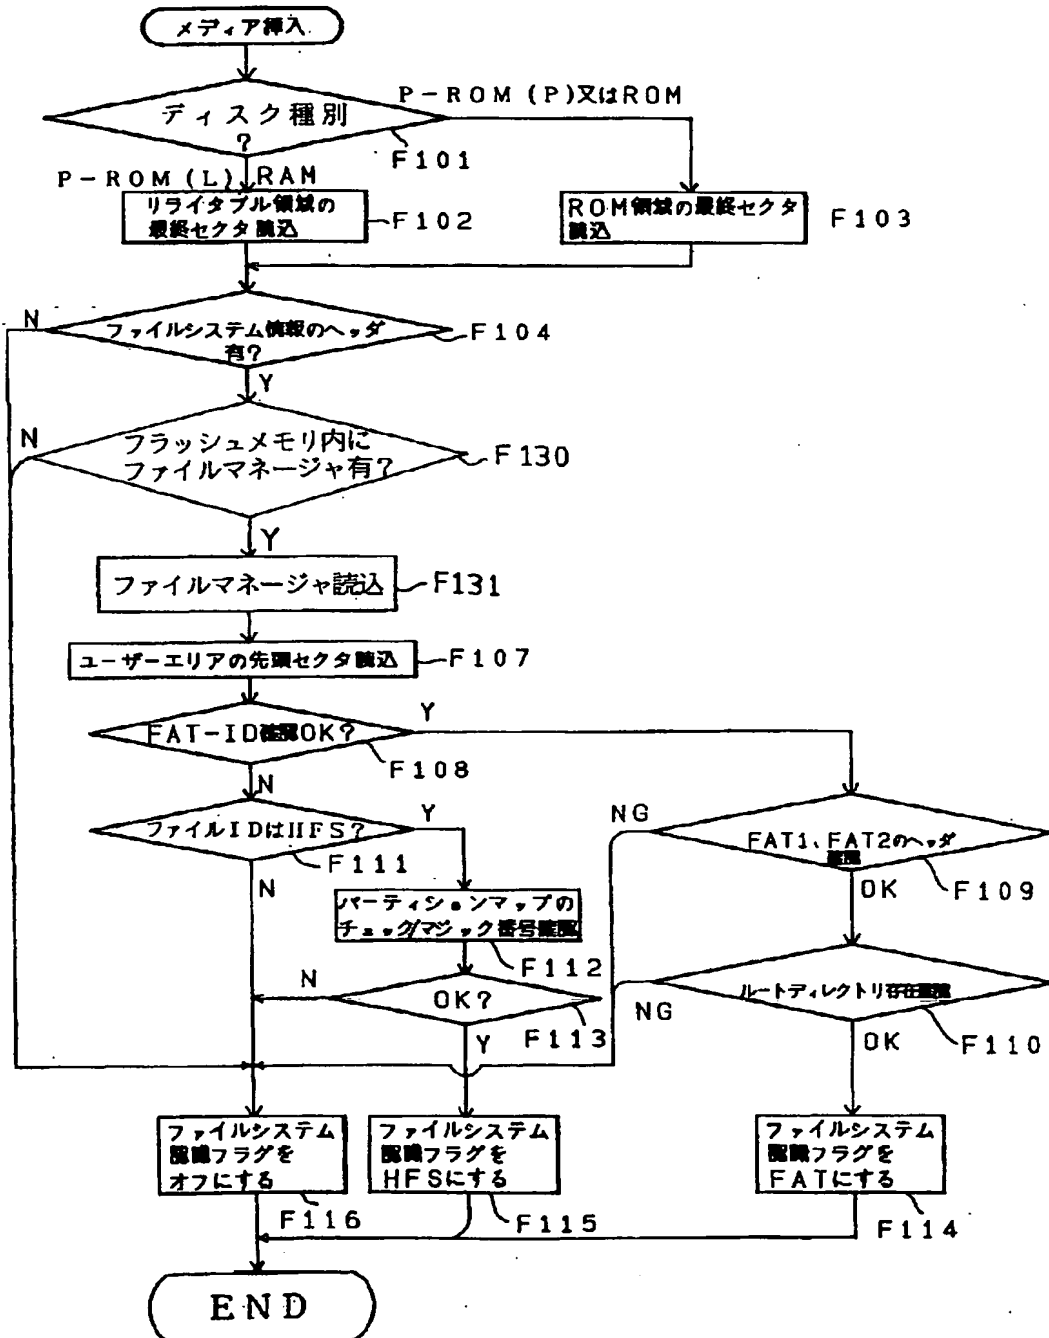 メディア挿入
P-ROM(P)又はROM
ディスク種別
?
F101
P-ROM(L)
RAM
リライタブル領域の
最終セクタ読込
F102
ROM領域の最終セクタ
読込
F103
N
ファイルシステム情報のヘッダ
有?
F104
Y
N
フラッシュメモリ内に
ファイルマネージャ有?
F130
Y
ファイルマネージャ読込
F131
ユーザーエリアの先頭セクタ読込
F107
FAT-ID確認OK?
Y
F108
N
ファイルIDはHFS?
Y
F111
N
NG
FAT1、FAT2のヘッダ
確認
F109
OK
パーティションマップの
チェック/マジック番号確認
F112
N
OK?
F113
Y
ルートディレクトリ存在確認
NG
F110
OK
ファイルシステム
認識フラグを
オフにする
F116
ファイルシステム
認識フラグを
HFSにする
F115
ファイルシステム
認識フラグを
FATにする
F114
END